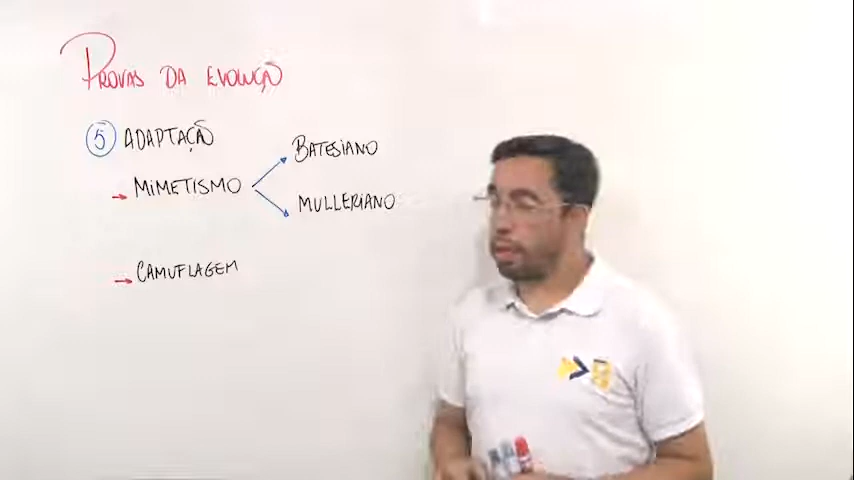 PROVAS DA EVOLUÇÃO
5 ADAPTAÇÃO
→ MIMETISMO
BATESIANO
MULLERIANO
→ CAMUFLAGEM